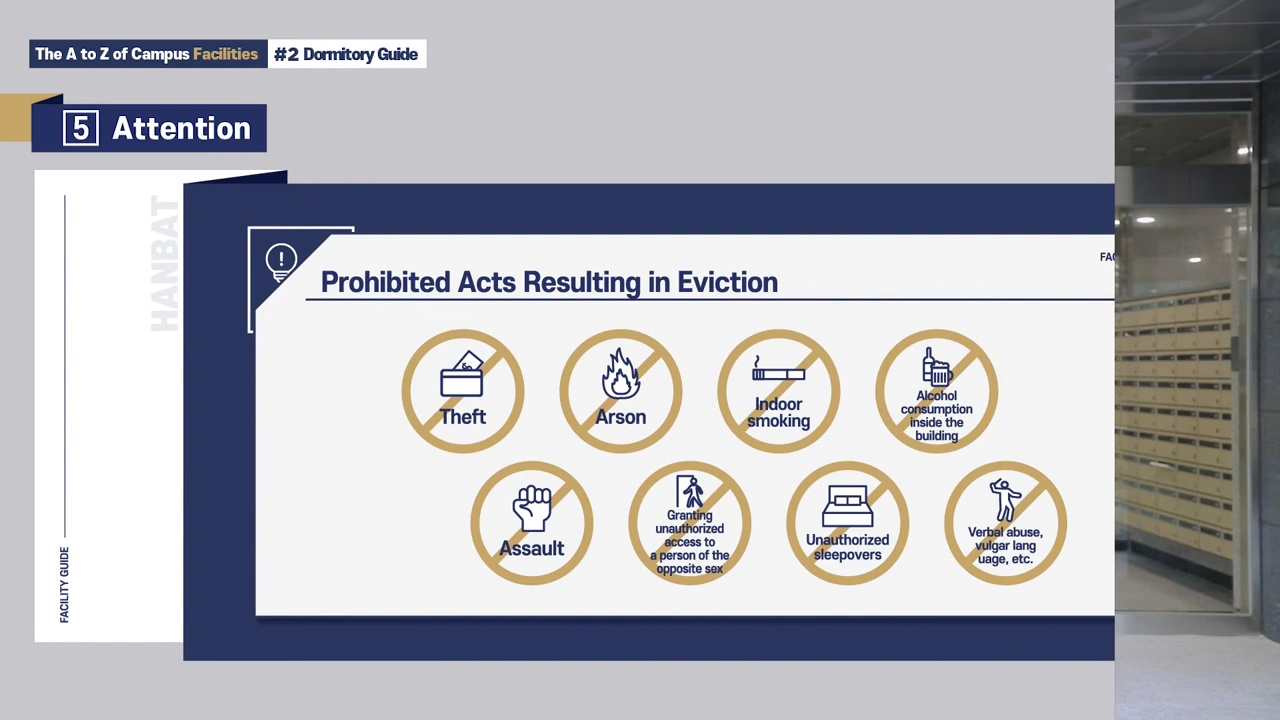 The A to Z of Campus Facilities #2 Dormitory Guide
5 Attention
HANBAT
FACILITY GUIDE
FAC
Prohibited Acts Resulting in Eviction
Theft
Arson
Indoor
smoking
Alcohol
consumption
inside the
building
Assault
Granting
unauthorized
access to
a person of the
opposite sex
Unauthorized
sleepovers
Verbal abuse,
vulgar lang
uage, etc.